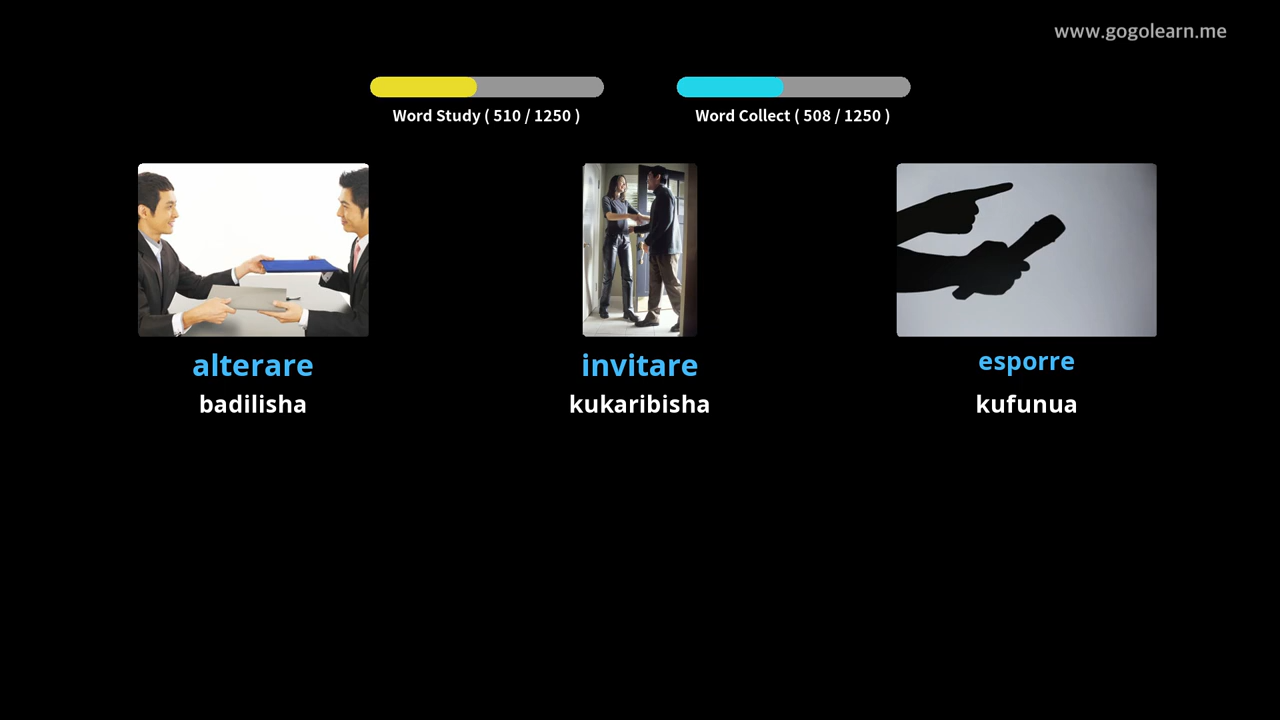 www.gogolearn.me
Word Study ( 510 / 1250 )
Word Collect ( 508 / 1250 )
alterare
badilisha
invitare
kukaribisha
esporre
kufunua